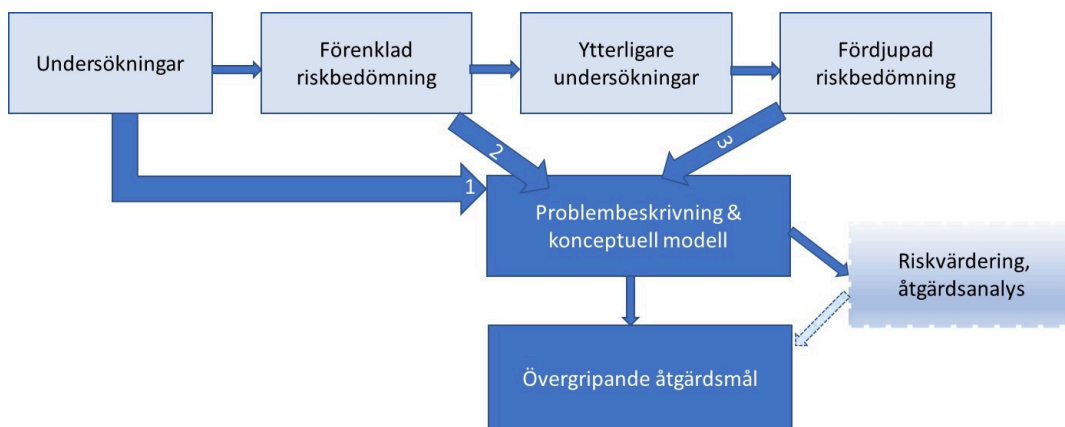 Undersökningar
Förenklad
riskbedömning
Ytterligare
undersökningar
Fördjupad
riskbedömning
1
2
3
Problembeskrivning &
konceptuell modell
Riskvärdering,
åtgärdsanalys
Övergripande åtgärdsmål